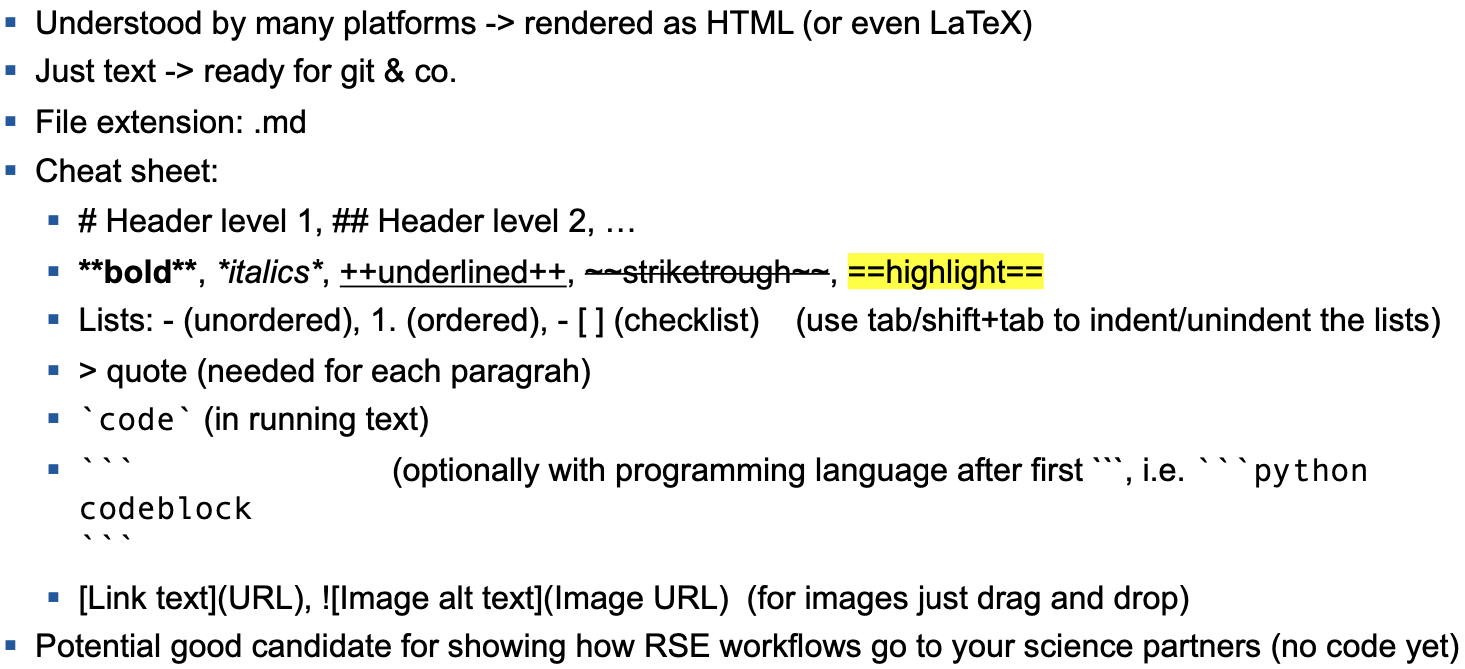 ▪ Understood by many platforms -> rendered as HTML (or even LaTeX)
▪ Just text -> ready for git & co.
▪ File extension: .md
▪ Cheat sheet:
▪ # Header level 1, ## Header level 2, …
▪ **bold**, *italics*, ++underlined++, ~~striketrough~~, ==highlight==
▪ Lists: - (unordered), 1. (ordered), - [ ] (checklist) (use tab/shift+tab to indent/unindent the lists)
▪ > quote (needed for each paragrah)
▪ `code` (in running text)
▪ ``` (optionally with programming language after first ```, i.e. ```python
codeblock
```
▪ [Link text](URL), ![Image alt text](Image URL) (for images just drag and drop)
▪ Potential good candidate for showing how RSE workflows go to your science partners (no code yet)